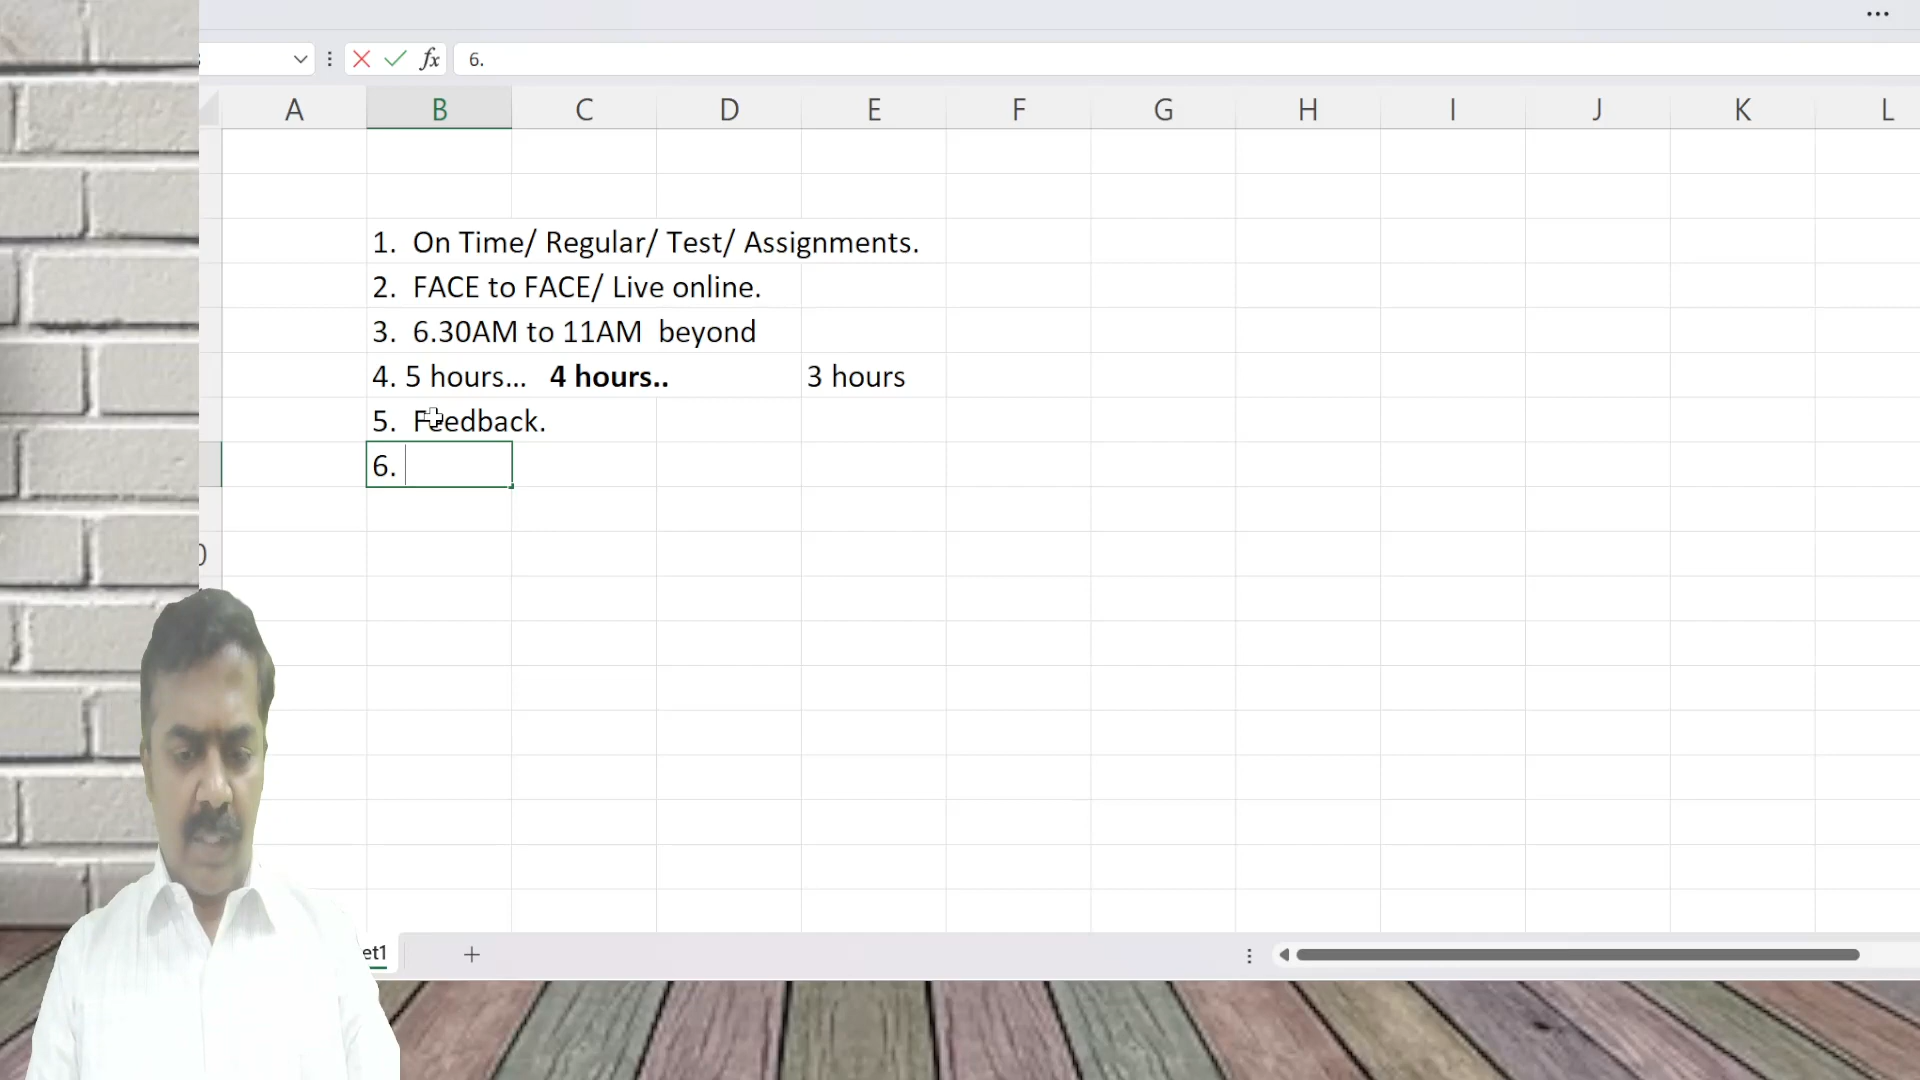 6.
A B C D E F G H I J K L
1. On Time/ Regular/ Test/ Assignments.
2. FACE to FACE/ Live online.
3. 6.30AM to 11AM beyond
4. 5 hours... 4 hours.. 3 hours
5. Feedback.
6.
0
et1